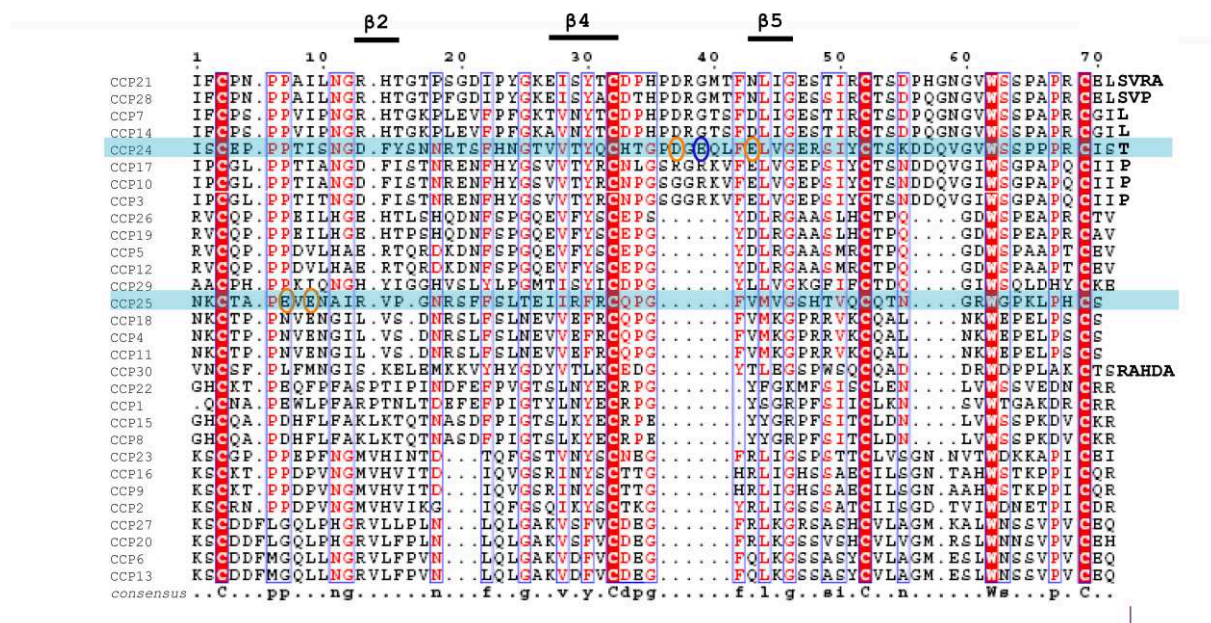 β2 β4 β5
1 10 20 30 40 50 60 70
CCP21 IFCPN.PPAILNGR.HTGTPSGDIPYGKEISYTCDPHPDRGMTFNLIGESTIRCTSDPHGNGVWSSPAPRCELSVRA
CCP28 IFCPN.PPAILNGR.HTGTPFGDIPYGKEISYACDTHPDRGMTFNLIGESTIRCTSDPQGNGVWSSPAPRCELSVP
CCP7 IFCPS.PPVIPNGR.HTGKPLEVFPFGKTVNYTCDPHPDRGTSFDLIGESTIRCTSDPQGNGVWSSPAPRCGIL
CCP14 IFCPS.PPVIPNGR.HTGKPLEVFPFGKAVNYTCDPHPDRGTSFDLIGESTIRCTSDPQGNGVWSSPAPRCGIL
CCP24 ISCEP.PPTISNGD.FYSNNRTSFHNGTVVTYQCHTGPDGEQLFELVGERSIYCTSKDDQVGVWSSPPPRCIST
CCP17 IPCGL.PPTITNGD.FISTNRENFHYGSVVTYRCNLGSRGRKVFELVGEPSIYCTSNDDQVGIWSGPAPQCIIP
CCP10 IPCGL.PPTITNGD.FISTNRENFHYGSVVTYRCNPGSGGRKVFELVGEPSIYCTSNDDQVGIWSGPAPQCIIP
CCP3 IPCGL.PPTITNGD.FISTNRENFHYGSVVTYRCNPGSGGRKVFELVGEPSIYCTSNDDQVGIWSGPAPQCIIP
CCP26 RVCQP.PPEILHGE.HTLSHQDNFSPGQEVFYSCEPS......YDLRGAASLHCTPQ....GDWSPEAPRCTV
CCP19 RVCQP.PPEILHGE.HTPSHQDNFSPGQEVFYSCEPG......YDLRGAASLHCTPQ....GDWSPEAPRCAV
CCP5 RVCQP.PPDVLHAE.RTQRDKDNFSPGQEVFYSCEPG......YDLRGAASMRCTPQ....GDWSPAAPTCEV
CCP12 RVCQP.PPDVLHAE.RTQRDKDNFSPGQEVFYSCEPG......YDLRGAASMRCTPQ....GDWSPAAPTCEV
CCP29 AACPH.PPKIQNGH.YIGGHVSLYLPGMTISYICDPG......YLLVGKGFIFCTDQ....GIWSQLDHYCKE
CCP25 NKCTA.PEVENAIR.VP.GNRSFFSLTEIIRFRCQPG......FVMVGSHTVQCQTN....GRWGPKLPHCS
CCP18 NKCTP.PNVENGIL.VS.DNRSLFSLNEVVEFRCQPG......FVMKGPRRVKCQAL....NKWEPELPSCS
CCP4 NKCTP.PNVENGIL.VS.DNRSLFSLNEVVEFRCQPG......FVMKGPRRVKCQAL....NKWEPELPSCS
CCP11 NKCTP.PNVENGIL.VS.DNRSLFSLNEVVEFRCQPG......FVMKGPRRVKCQAL....NKWEPELPSCS
CCP30 VNCSF.PLFMNGIS.KELEMKKVYHYGDYVTLKCEDG......YTLEGSPWSQCQAD....DRWDPPLAKCTSRAHDA
CCP22 GHCKT.PEQFPFASPTIPINDFEFPVGTSLNYECRPG......YFGKMFSISCLEN....LVWSSVEDNCRR
CCP1 .QCNA.PEWLPFARPTNLTDEFEFPIGTYLNYECRPG......YSGRPFSIICLKN....SVWTGAKDRCRR
CCP15 GHCQA.PDHFLFAKLKTQTNASDFPIGTSLKYECRPE......YYGRPFSITCLDN....LVWSSPKDVCKR
CCP8 GHCQA.PDHFLFAKLKTQTNASDFPIGTSLKYECRPE......YYGRPFSITCLDN....LVWSSPKDVCKR
CCP23 KSCGP.PPEPFNGMVHINTD...TQFGSTVNYSCNEG......FRLIGSPSTTCLVSGN.NVTWDKKAPICEI
CCP16 KSCKT.PPDPVNGMVHVITD...IQVGSRINYSCTTG......HRLIGHSSAECILSGNTAHWSTKPPICQR
CCP9 KSCKT.PPDPVNGMVHVITD...IQVGSRINYSCTTG......HRLIGHSSAECILSGN.AAHWSTKPPICQR
CCP2 KSCRN.PPDPVNGMVHVIKG...IQFGSQIKYSCTKG......YRLIGSSSATCIISGD.TVIWDNETPICDR
CCP27 KSCDDFLGQLPHGRVLLPLN...LQLGAKVSFVCDEG......FRLKGRSASHCVLAGM.KALWNSSVPVCEQ
CCP20 KSCDDFLGQLPHGRVLFPLN...LQLGAKVSFVCDEG......FRLKGSSVSHCVLVGM.RSLWNNSVPVCEH
CCP6 KSCDDFMGQLLNGRVLFPVN...LQLGAKVDFVCDEG......FQLKGSSASYCVLAGM.ESLWNSSVPVCEQ
CCP13 KSCDDFMGQLLNGRVLFPVN...LQLGAKVDFVCDEG......FQLKGSSASYCVLAGM.ESLWNSSVPVCEQ
consensus ..C...pp...ng.......n...f..g..v.y.Cdpg......f.l.g..si.C.n......Ws...p.C..